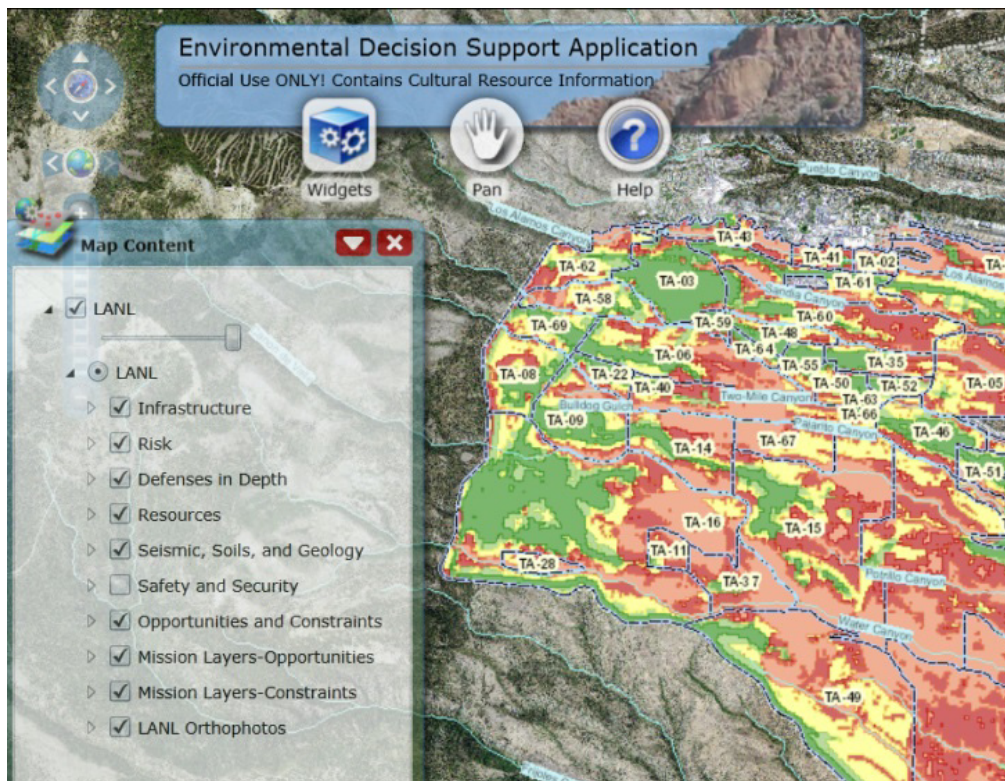 Environmental Decision Support Application
Official Use ONLY! Contains Cultural Resource Information
Widgets
Pan
Help
Pueblo Canyon
Los Alamos Canyon
Map Content
LANL
LANL
Infrastructure
Risk
Defenses in Depth
Resources
Seismic, Soils, and Geology
Safety and Security
Opportunities and Constraints
Mission Layers-Opportunities
Mission Layers-Constraints
LANL Orthophotos
TA-43
TA-41
TA-02
TA-62
TA-03
TA-61
Los Alamos
TA-58
Sandia Canyon
TA-60
TA-69
TA-59
TA-48
TA-64
TA-06
TA-55
TA-35
TA-08
TA-22
TA-40
TA-50
TA-52
TA-05
Two-Mile Canyon
TA-63
TA-66
Bulldog Gulch
TA-09
Pajarito Canyon
TA-46
TA-67
TA-14
TA-51
TA-16
TA-15
TA-11
TA-28
TA-37
Potrillo Canyon
Water Canyon
TA-49